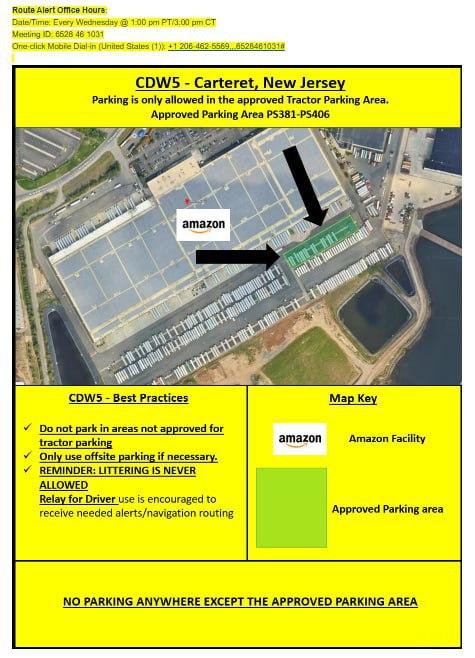 Route Alert Office Hours:
Date/Time: Every Wednesday @ 1:00 pm PT/3:00 pm CT
Meeting ID: 6528 46 1031
One-click Mobile Dial-in (United States (1)): +1 206-462-5569,,,6528461031#
CDW5 - Carteret, New Jersey
Parking is only allowed in the approved Tractor Parking Area.
Approved Parking Area PS381-PS406
amazon
CDW5 - Best Practices
✓ Do not park in areas not approved for
tractor parking
✓ Only use offsite parking if necessary.
✓ REMINDER: LITTERING IS NEVER
ALLOWED
Relay for Driver use is encouraged to
receive needed alerts/navigation routing
Map Key
amazon Amazon Facility
Approved Parking area
NO PARKING ANYWHERE EXCEPT THE APPROVED PARKING AREA